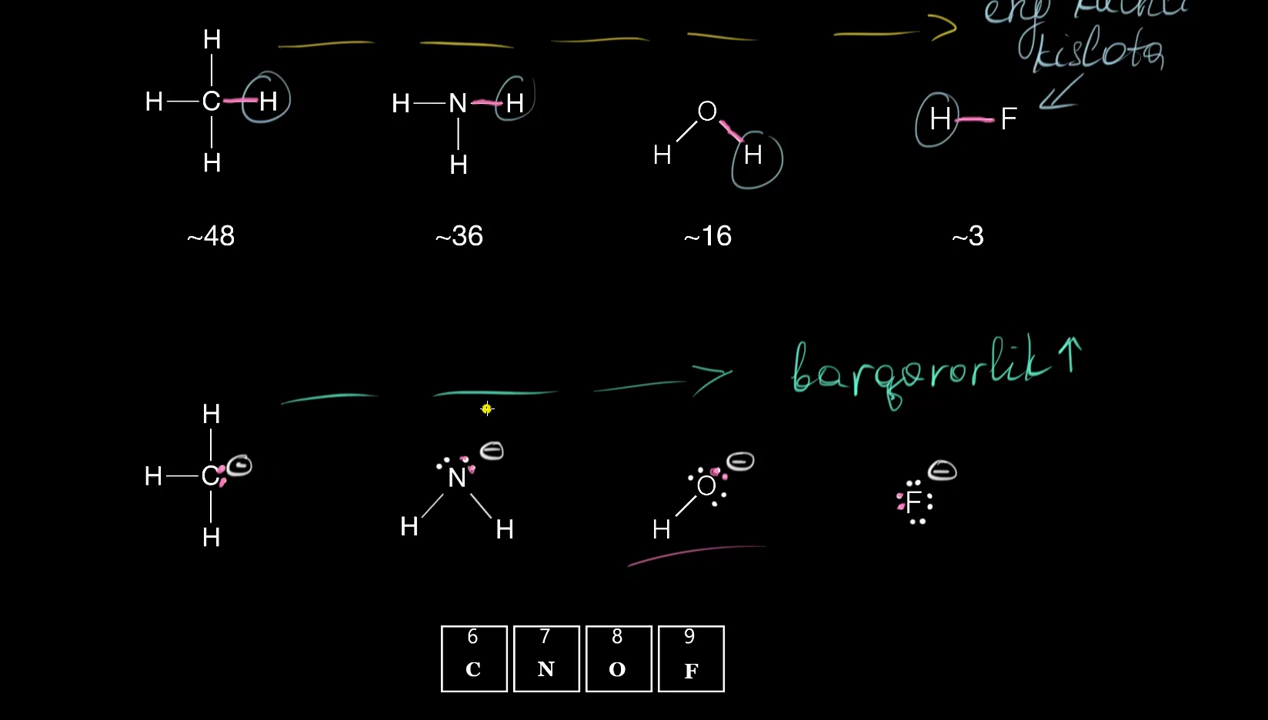 eng kuchli
kislota
H
H C H
H
H N H
H
O
H H
H F
~48
~36
~16
~3
barqarorlik ↑
H
H C: ⊖
H
N ⊖
H H
O ⊖
H
F ⊖
6 7 8 9
C N O F